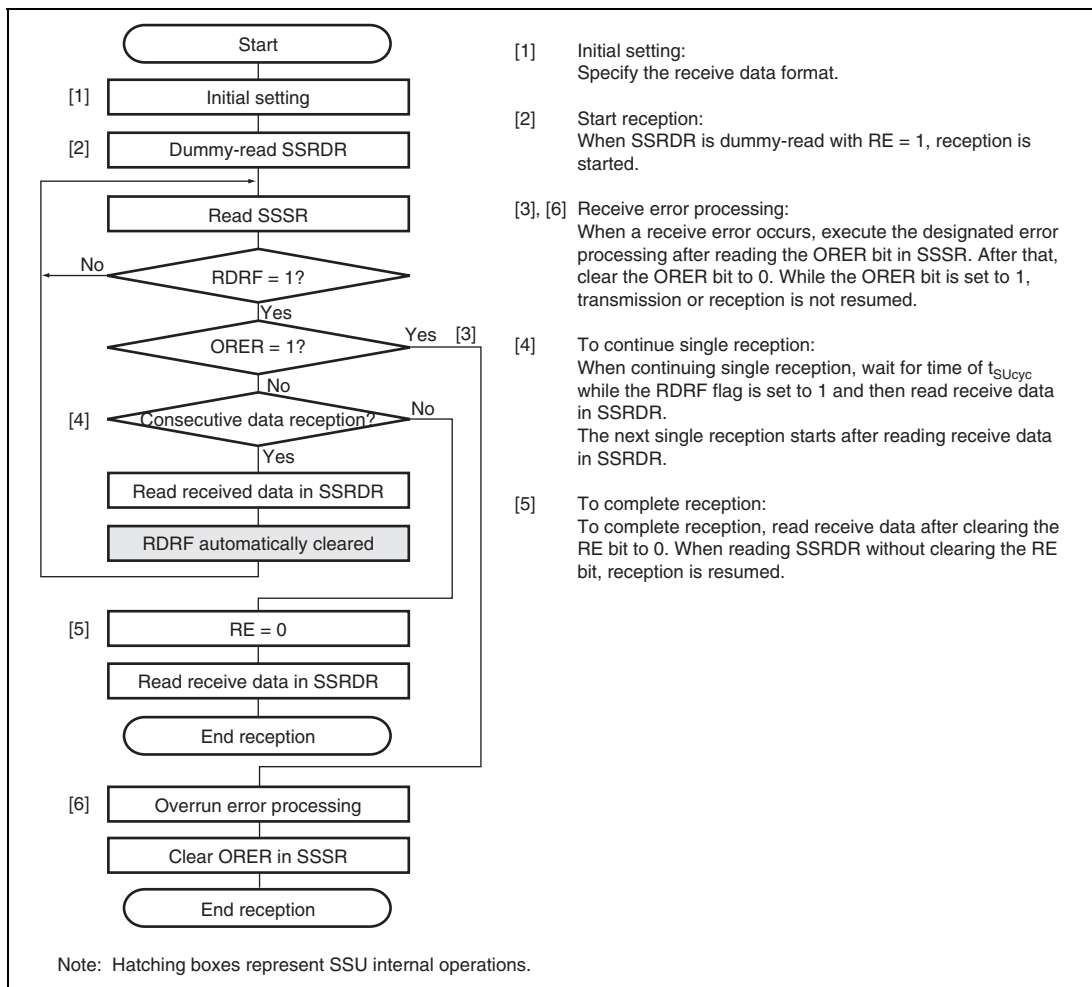 Start
[1] Initial setting
[2] Dummy-read SSRDR
Read SSSR
No
RDRF = 1?
Yes
Yes [3]
ORER = 1?
No
No
[4] Consecutive data reception?
Yes
Read received data in SSRDR
RDRF automatically cleared
[5] RE = 0
Read receive data in SSRDR
End reception
[6] Overrun error processing
Clear ORER in SSSR
End reception
[1] Initial setting:
Specify the receive data format.
[2] Start reception:
When SSRDR is dummy-read with RE = 1, reception is
started.
[3], [6] Receive error processing:
When a receive error occurs, execute the designated error
processing after reading the ORER bit in SSSR. After that,
clear the ORER bit to 0. While the ORER bit is set to 1,
transmission or reception is not resumed.
[4] To continue single reception:
When continuing single reception, wait for time of tSUcyc
while the RDRF flag is set to 1 and then read receive data
in SSRDR.
The next single reception starts after reading receive data
in SSRDR.
[5] To complete reception:
To complete reception, read receive data after clearing the
RE bit to 0. When reading SSRDR without clearing the RE
bit, reception is resumed.
Note: Hatching boxes represent SSU internal operations.